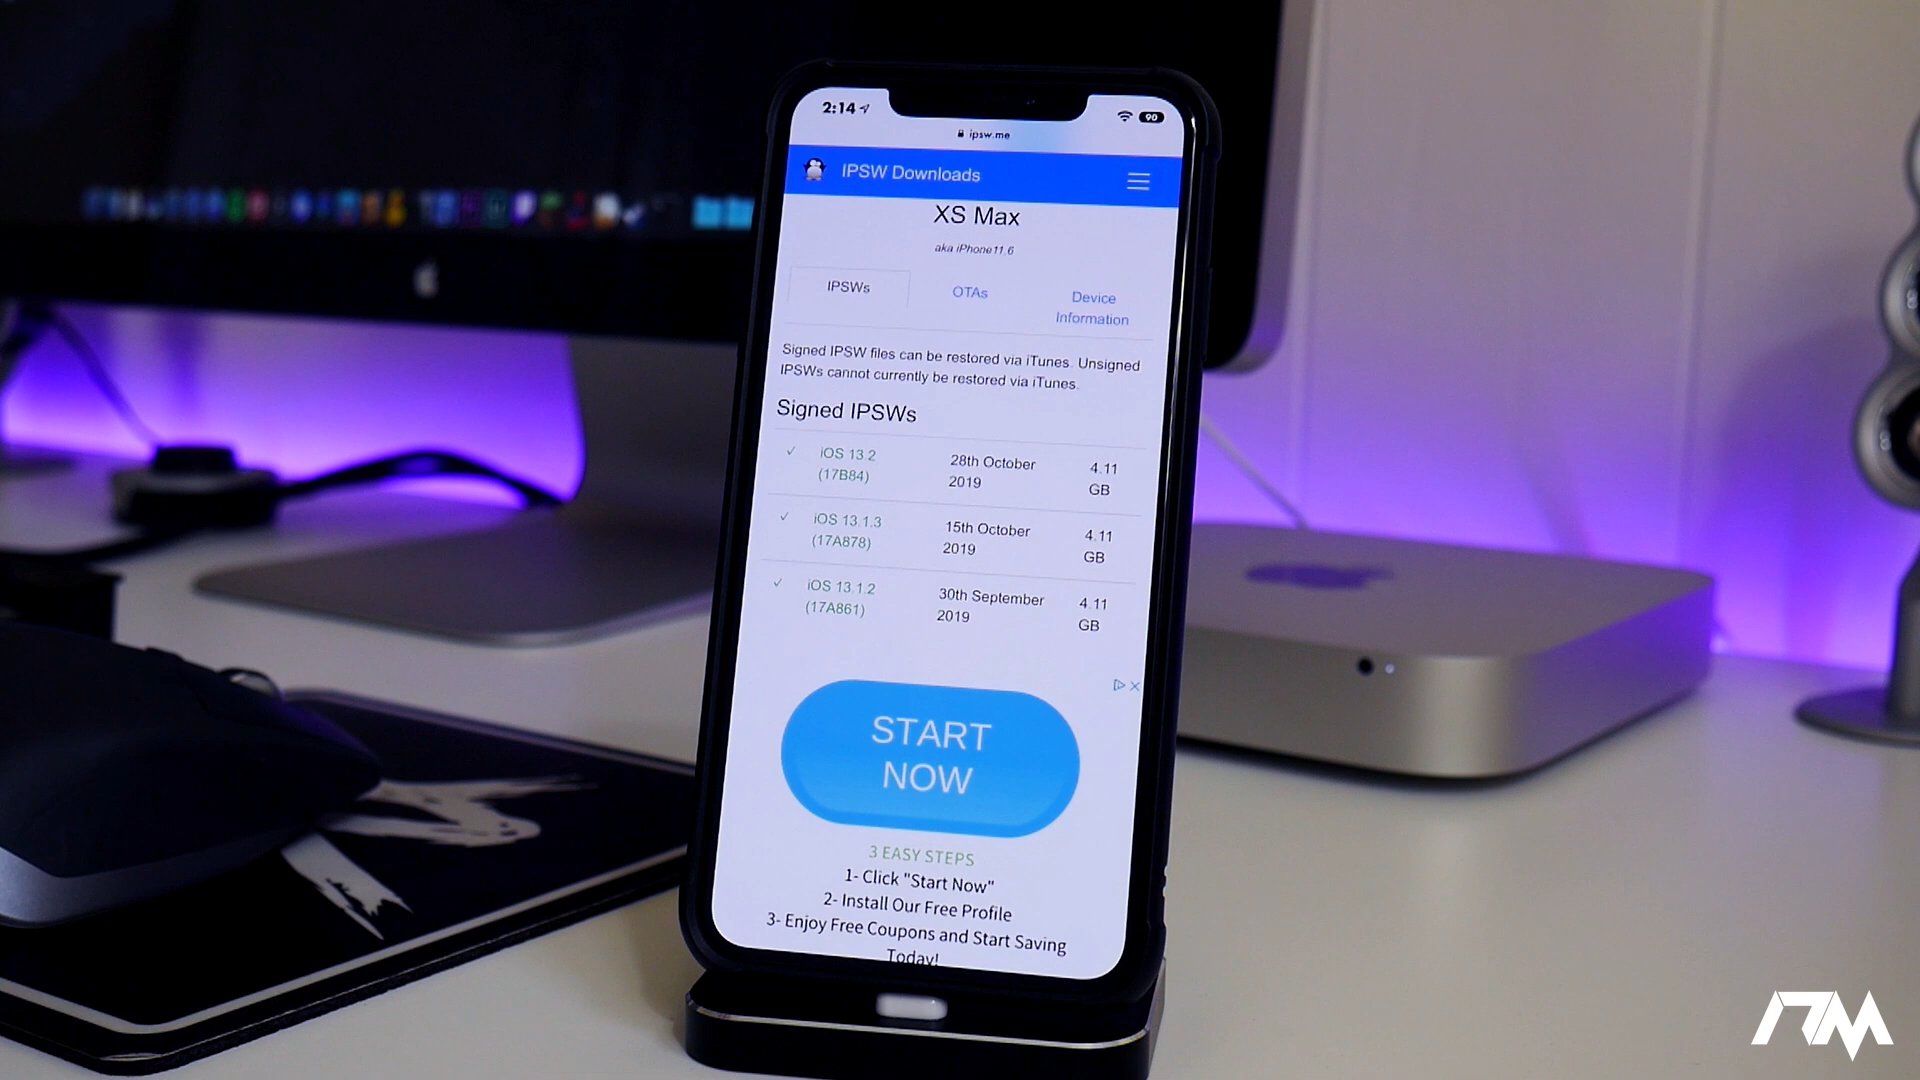 2:14
90
ipsw.me
IPSW Downloads
XS Max
aka iPhone11,6
IPSWs
OTAs
Device
Information
Signed IPSW files can be restored via iTunes. Unsigned
IPSWs cannot currently be restored via iTunes.
Signed IPSWs
✓ iOS 13.2 28th October 4.11
(17B84) 2019 GB
✓ iOS 13.1.3 15th October 4.11
(17A878) 2019 GB
✓ iOS 13.1.2 30th September 4.11
(17A861) 2019 GB
START
NOW
3 EASY STEPS
1- Click "Start Now"
2- Install Our Free Profile
3- Enjoy Free Coupons and Start Saving
Today!